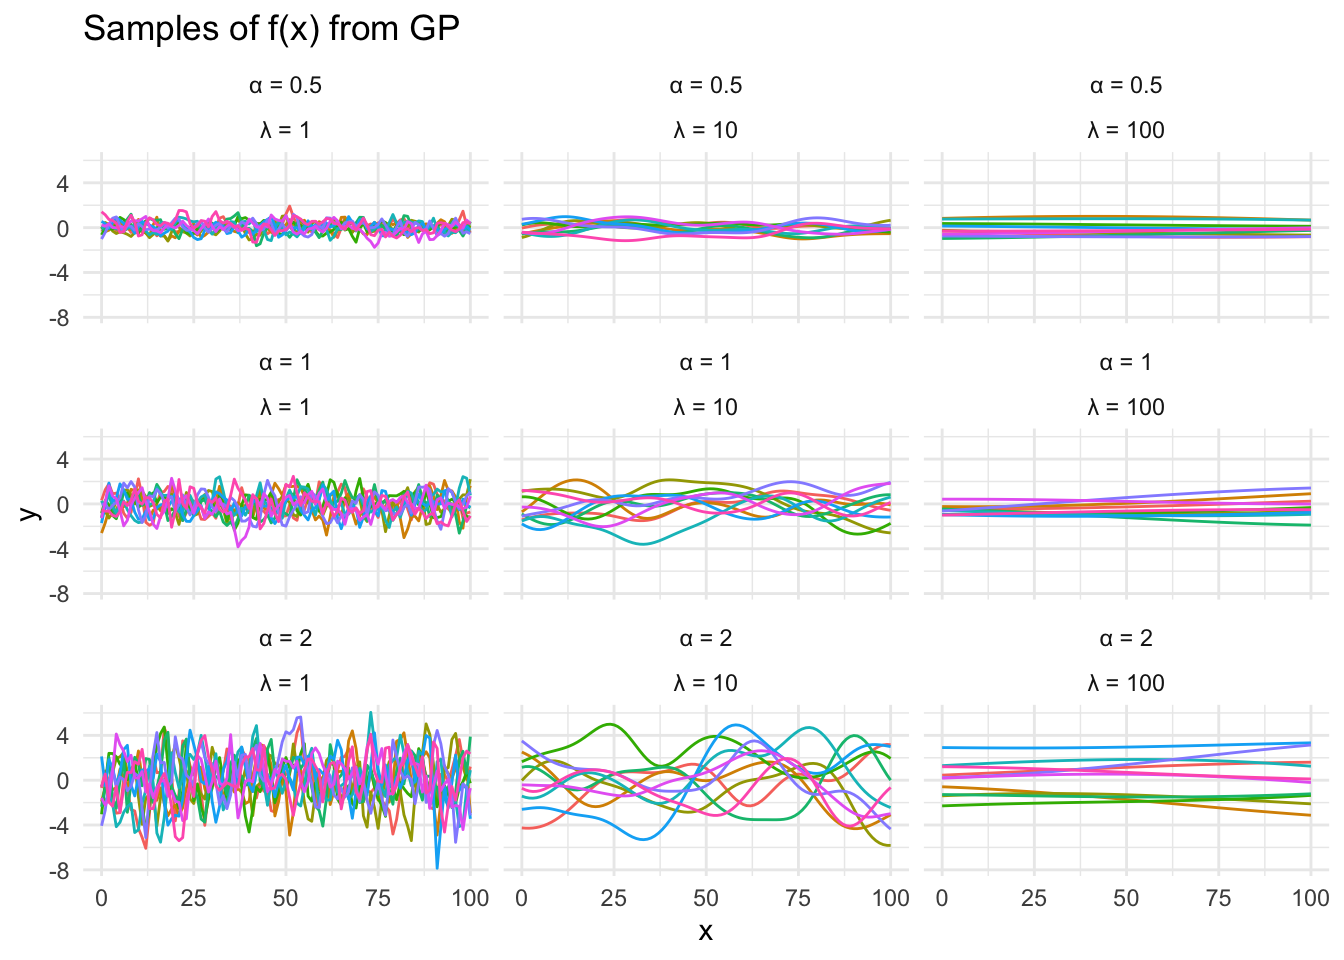 Samples of f(x) from GP
α = 0.5 α = 0.5 α = 0.5
λ = 1 λ = 10 λ = 100
4
0
-4
-8
α = 1 α = 1 α = 1
λ = 1 λ = 10 λ = 100
4
0
-4
-8
y
α = 2 α = 2 α = 2
λ = 1 λ = 10 λ = 100
4
0
-4
-8
0 25 50 75 100 0 25 50 75 100 0 25 50 75 100
x